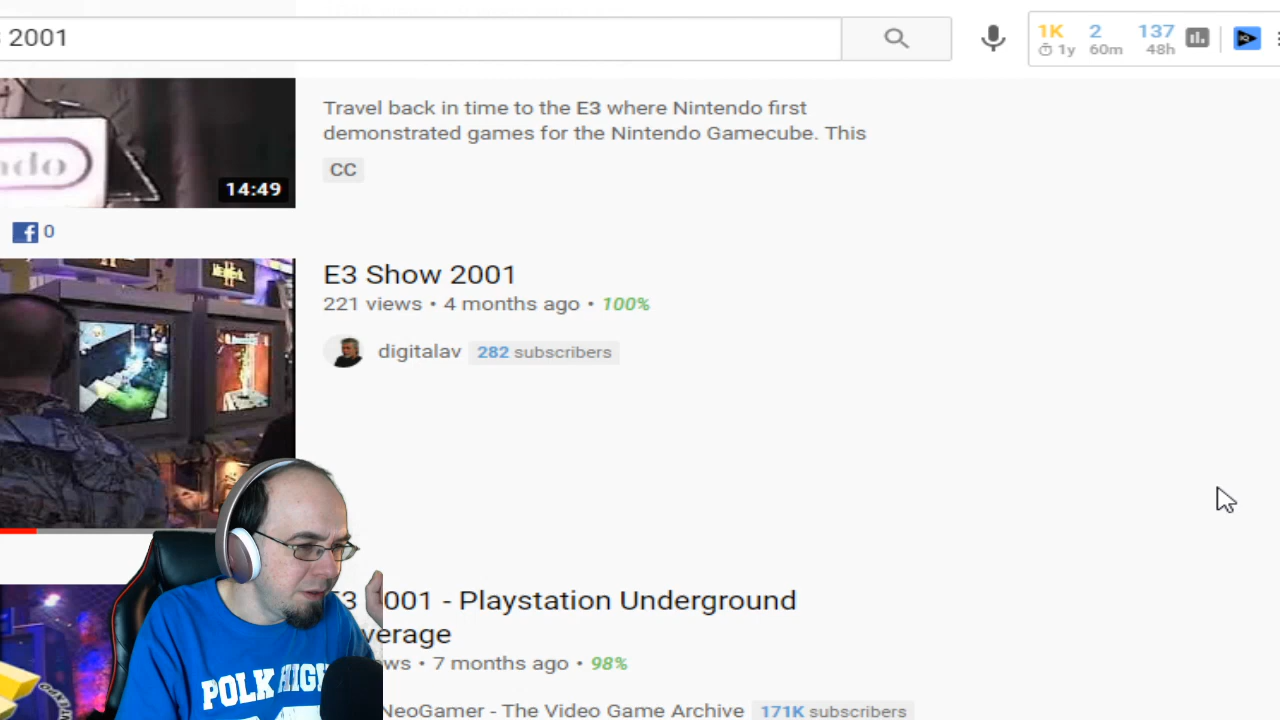 3 2001
1K 2 137
1y 60m 48h
Travel back in time to the E3 where Nintendo first
demonstrated games for the Nintendo Gamecube. This
CC
14:49
0
E3 Show 2001
221 views • 4 months ago • 100%
digitalav 282 subscribers
E3 2001 - Playstation Underground
verage
ws • 7 months ago • 98%
NeoGamer - The Video Game Archive 171K subscribers
POLK HIGH